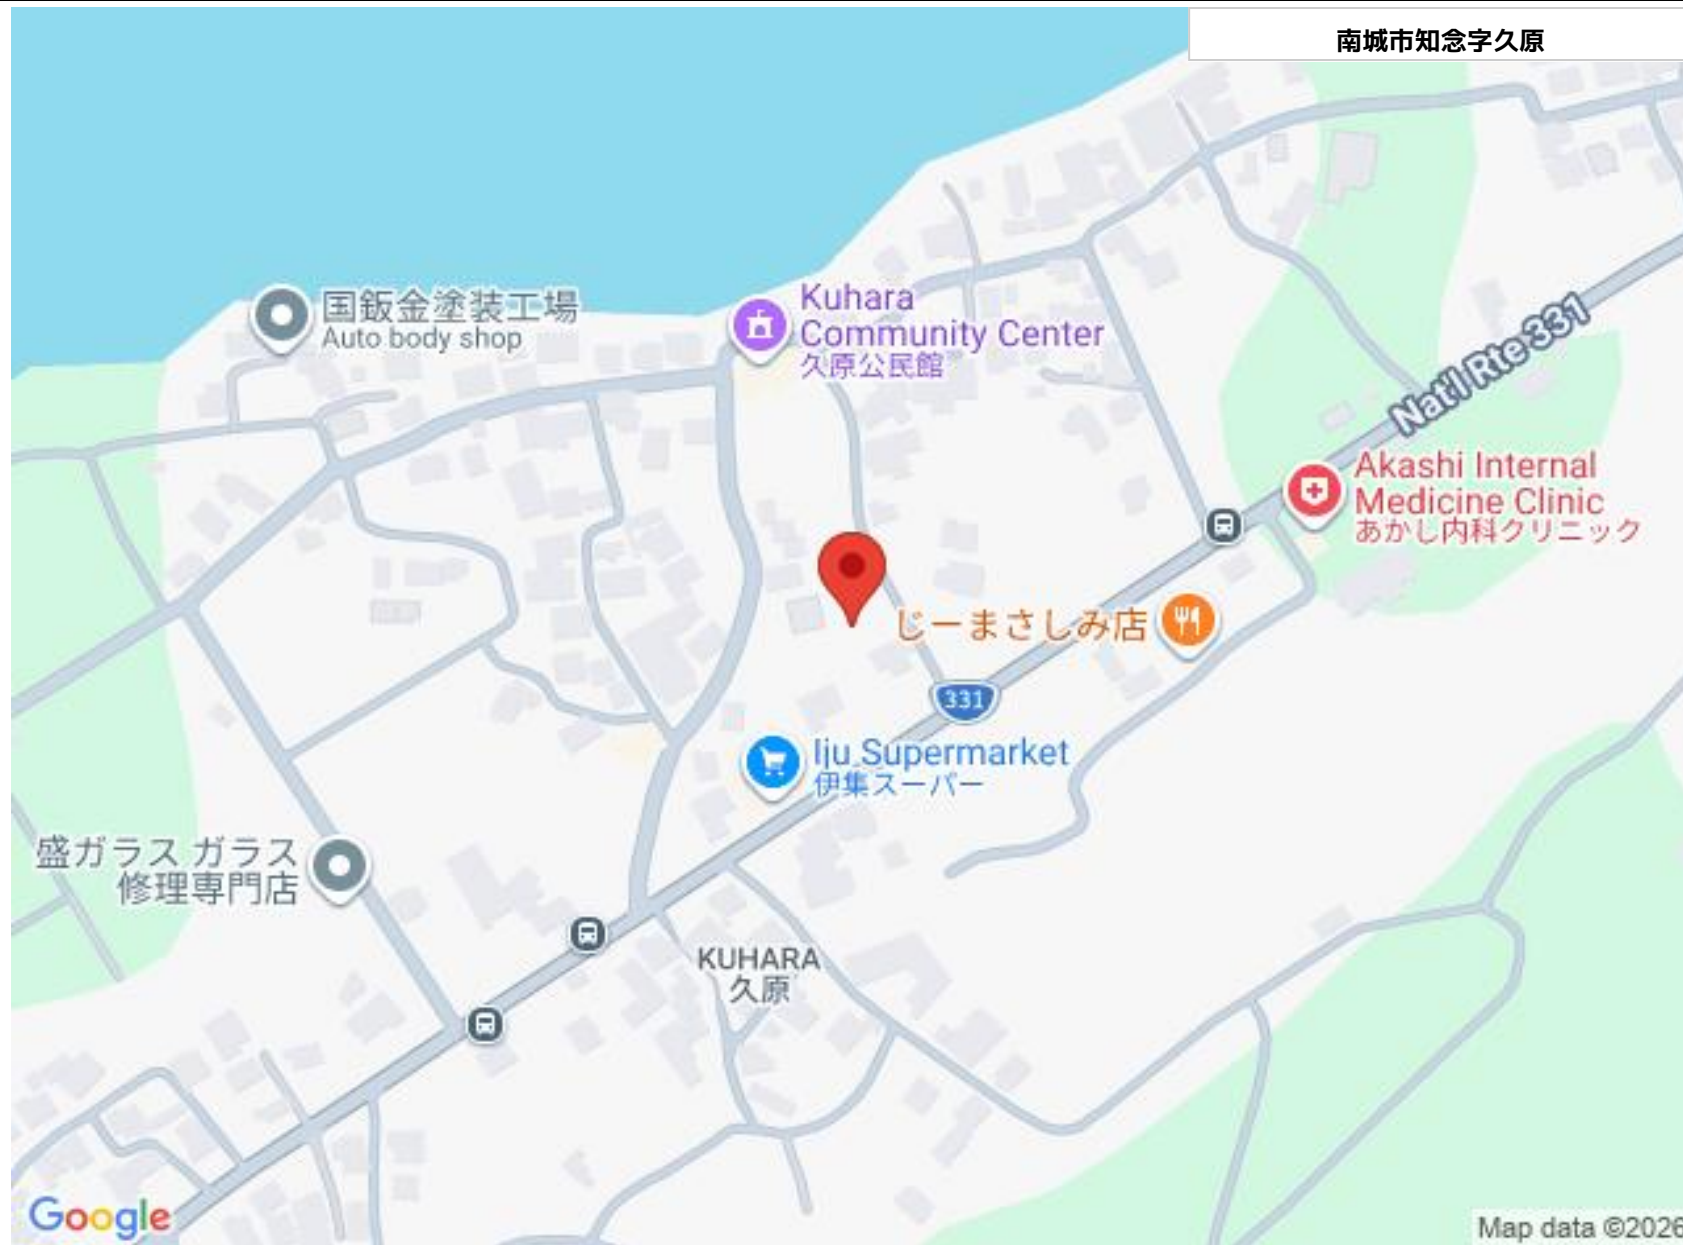 南城市知念字久原
国鈑金塗装工場
Auto body shop
Kuhara
Community Center
久原公民館
Nat'l Rte 331
Akashi Internal
Medicine Clinic
あかし内科クリニック
じーまさしみ店
331
Iju Supermarket
伊集スーパー
盛ガラス ガラス
修理専門店
KUHARA
久原
Google
Map data ©2026